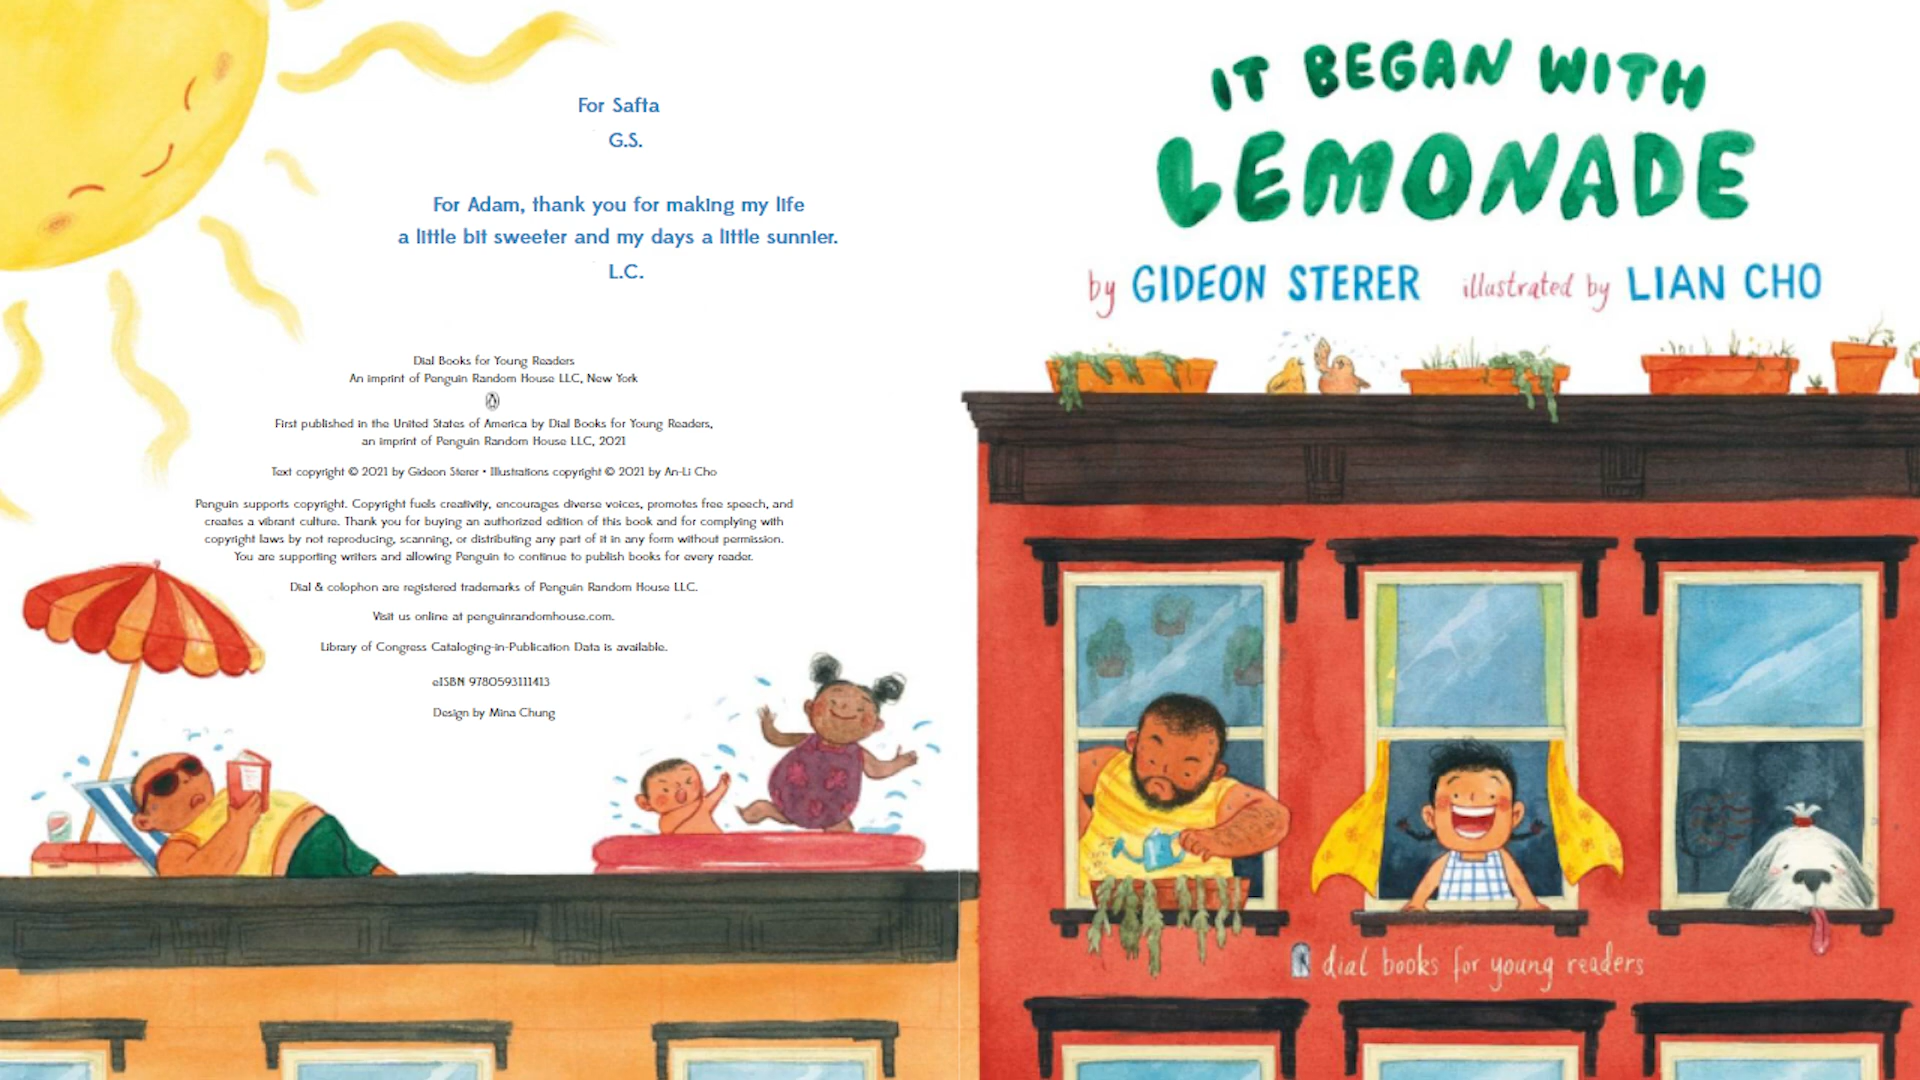 For Safta
G.S.
For Adam, thank you for making my life
a little bit sweeter and my days a little sunnier.
L.C.
Dial Books for Young Readers
An imprint of Penguin Random House LLC, New York
First published in the United States of America by Dial Books for Young Readers,
an imprint of Penguin Random House LLC, 2021
Text copyright © 2021 by Gideon Sterer • Illustrations copyright © 2021 by An-Li Cho
Penguin supports copyright. Copyright fuels creativity, encourages diverse voices, promotes free speech, and
creates a vibrant culture. Thank you for buying an authorized edition of this book and for complying with
copyright laws by not reproducing, scanning, or distributing any part of it in any form without permission.
You are supporting writers and allowing Penguin to continue to publish books for every reader.
Dial & colophon are registered trademarks of Penguin Random House LLC.
Visit us online at penguinrandomhouse.com.
Library of Congress Cataloging-in-Publication Data is available.
eISBN 9780593111413
Design by Mina Chung
IT BEGAN WITH
LEMONADE
by GIDEON STERER illustrated by LIAN CHO
dial books for young readers